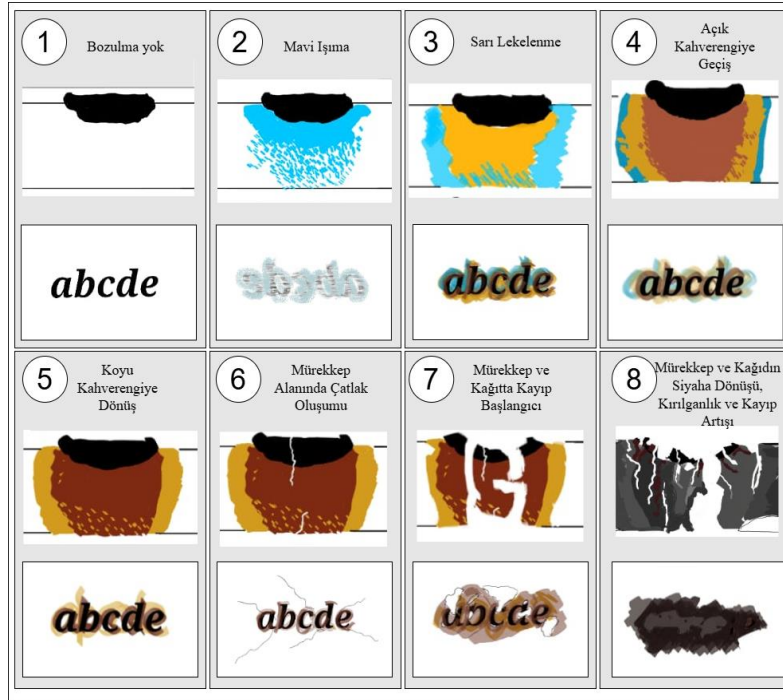 1
Bozulma yok
2
Mavi Işıma
3
Sarı Lekelenme
4
Açık
Kahverengiye
Geçiş
abcde
abcde
abcde
abcde
5
Koyu
Kahverengiye
Dönüş
6
Mürekkep
Alanında Çatlak
Oluşumu
7
Mürekkep ve
Kağıtta Kayıp
Başlangıcı
8
Mürekkep ve Kağıdın
Siyaha Dönüşü,
Kırılganlık ve Kayıp
Artışı
abcde
abcde
abcde